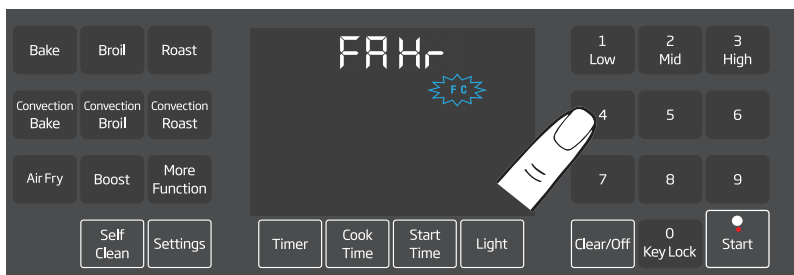 Bake
Broil
Roast
FAHr
1
Low
2
Mid
3
High
Convection
Bake
Convection
Broil
Convection
Roast
F C
4
5
6
Air Fry
Boost
More
Function
7
8
9
Self
Clean
Settings
Timer
Cook
Time
Start
Time
Light
Clear/Off
0
Key Lock
Start